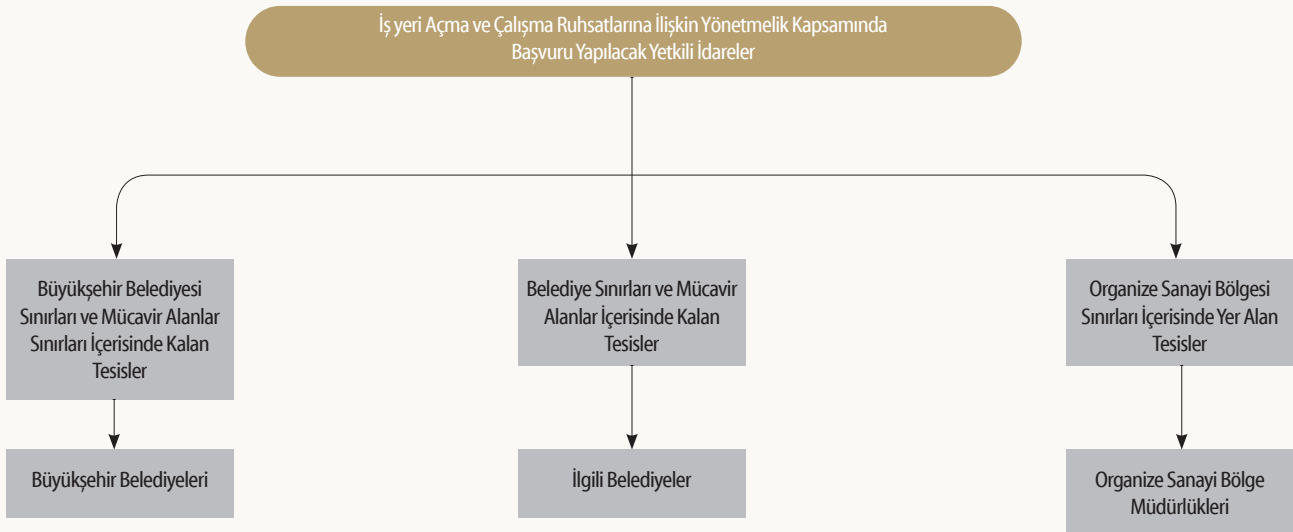 İş yeri Açma ve Çalışma Ruhsatlarına İlişkin Yönetmelik Kapsamında
Başvuru Yapılacak Yetkili İdareler
Büyükşehir Belediyesi
Sınırları ve Mücavir Alanlar
Sınırları İçerisinde Kalan
Tesisler
Belediye Sınırları ve Mücavir
Alanlar İçerisinde Kalan
Tesisler
Organize Sanayi Bölgesi
Sınırları İçerisinde Yer Alan
Tesisler
Büyükşehir Belediyeleri
İlgili Belediyeler
Organize Sanayi Bölge
Müdürlükleri